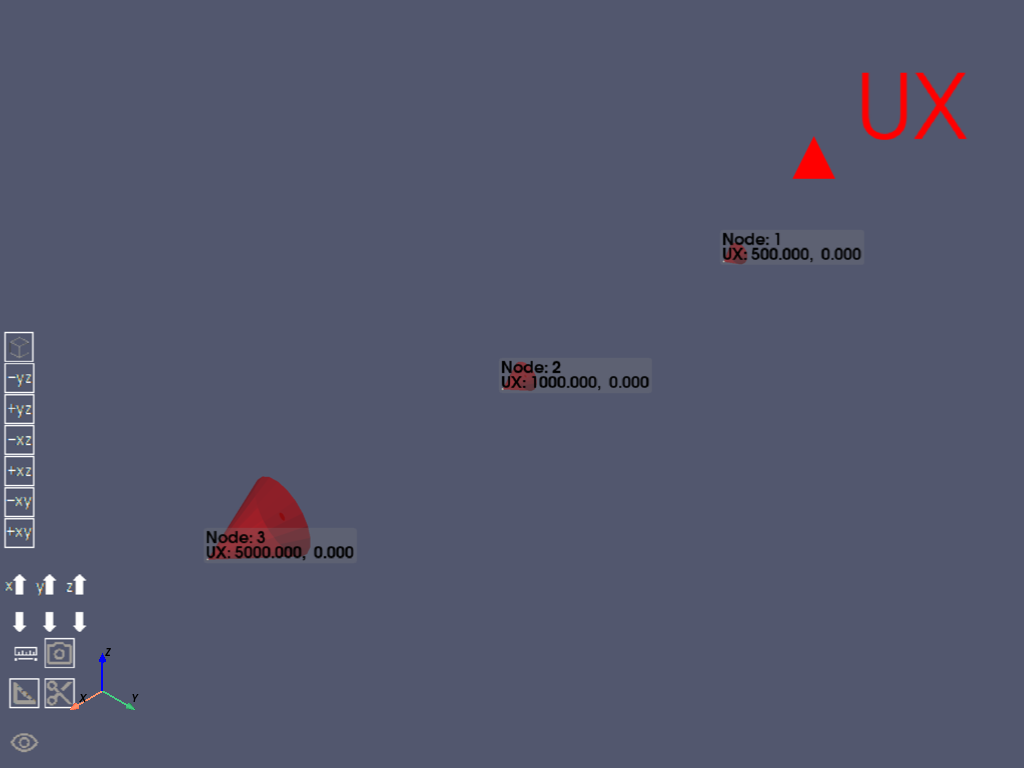 UX
Node: 1
UX: 500.000, 0.000
Node: 2
UX: 1000.000, 0.000
Node: 3
UX: 5000.000, 0.000
-yz
+yz
-xz
+xz
-xy
+xy
x y z
z
x Y